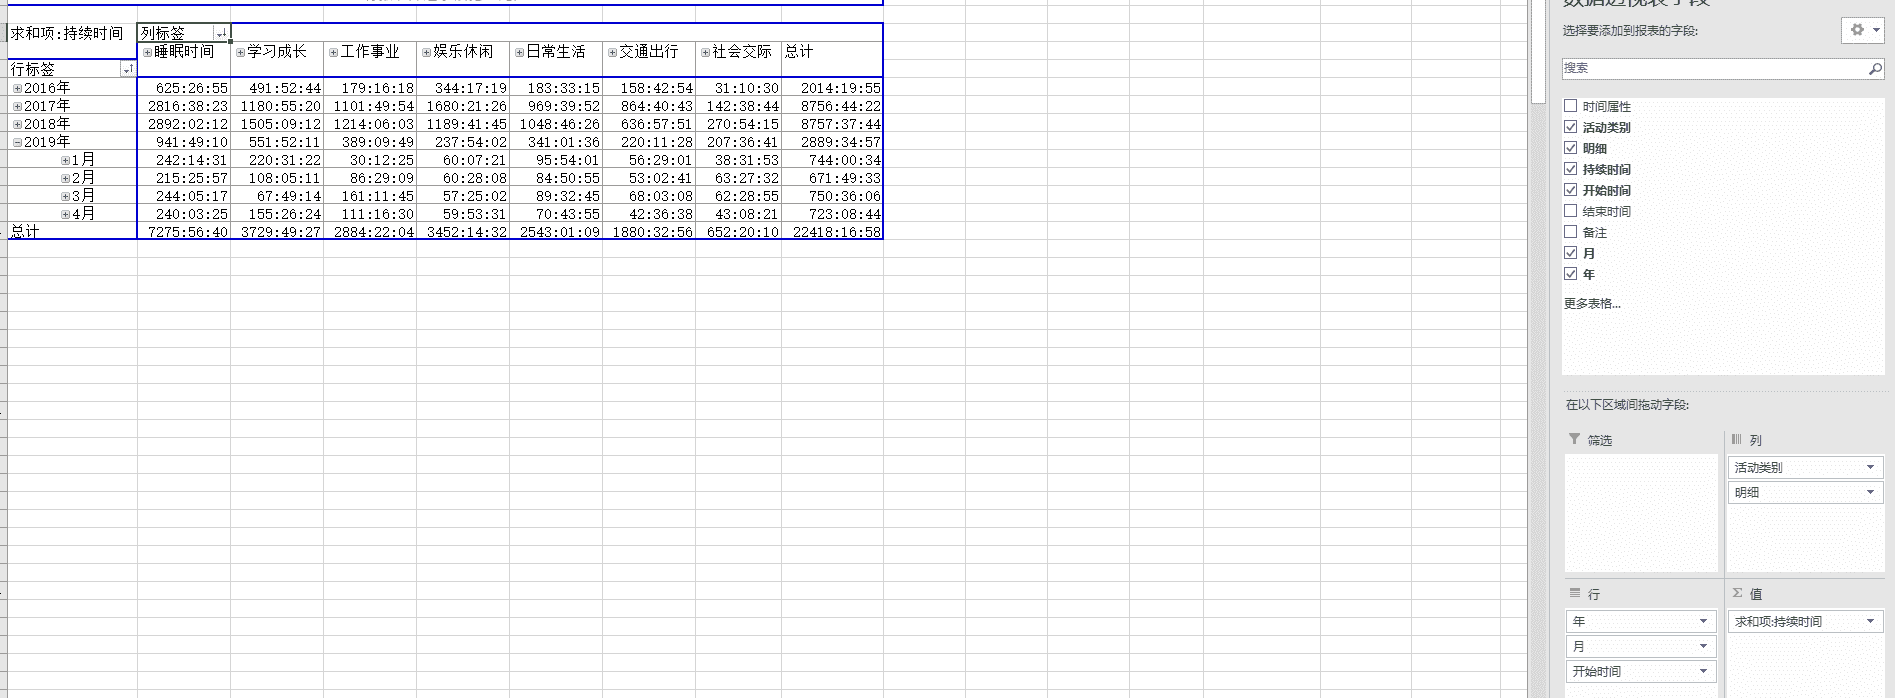 求和项:持续时间 列标签
睡眠时间 学习成长 工作事业 娱乐休闲 日常生活 交通出行 社会交际 总计
行标签
2016年 625:26:55 491:52:44 179:16:18 344:17:19 183:33:15 158:42:54 31:10:30 2014:19:55
2017年 2816:38:23 1180:55:20 1101:49:54 1680:21:26 969:39:52 864:40:43 142:38:44 8756:44:22
2018年 2892:02:12 1505:09:12 1214:06:03 1189:41:45 1048:46:26 636:57:51 270:54:15 8757:37:44
2019年 941:49:10 551:52:11 389:09:49 237:54:02 341:01:36 220:11:28 207:36:41 2889:34:57
1月 242:14:31 220:31:22 30:12:25 60:07:21 95:54:01 56:29:01 38:31:53 744:00:34
2月 215:25:57 108:05:11 86:29:09 60:28:08 84:50:55 53:02:41 63:27:32 671:49:33
3月 244:05:17 67:49:14 161:11:45 57:25:02 89:32:45 68:03:08 62:28:55 750:36:06
4月 240:03:25 155:26:24 111:16:30 59:53:31 70:43:55 42:36:38 43:08:21 723:08:44
总计 7275:56:40 3729:49:27 2884:22:04 3452:14:32 2543:01:09 1880:32:56 652:20:10 22418:16:58
数据透视表字段
选择要添加到报表的字段:
搜索
时间属性
活动类别
明细
持续时间
开始时间
结束时间
备注
月
年
更多表格...
在以下区域间拖动字段:
筛选
列
活动类别
明细
行
年
月
开始时间
Σ 值
求和项:持续时间